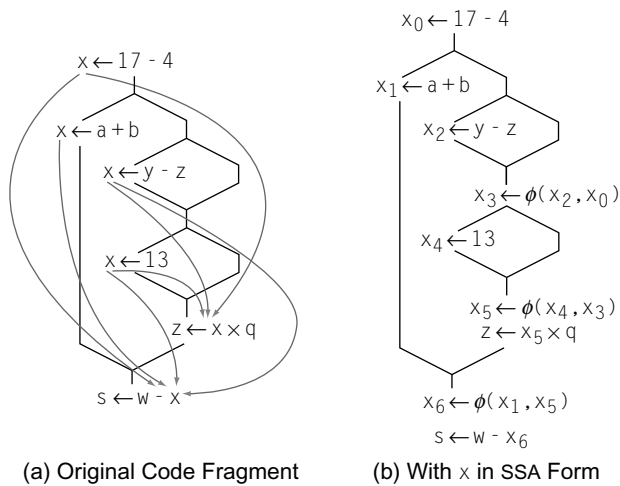 x ← 17 - 4
x ← a + b
x ← y - z
x ← 13
z ← x × q
s ← w - x
(a) Original Code Fragment
x₀ ← 17 - 4
x₁ ← a + b
x₂ ← y - z
x₃ ← ϕ(x₂, x₀)
x₄ ← 13
x₅ ← ϕ(x₄, x₃)
z ← x₅ × q
x₆ ← ϕ(x₁, x₅)
s ← w - x₆
(b) With x in SSA Form